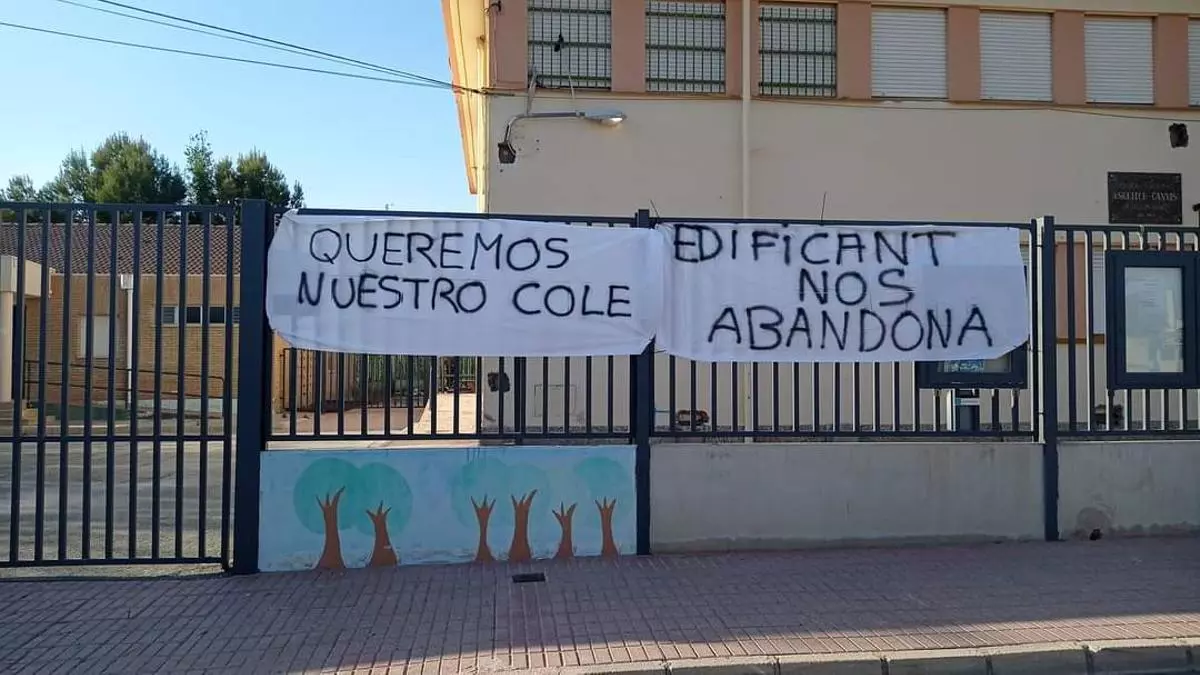 QUEREMOS
NUESTRO COLE
EDIFICANT
NOS
ABANDONA